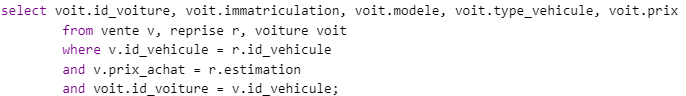 select voit.id_voiture, voit.immatriculation, voit.modele, voit.type_vehicule, voit.prix
from vente v, reprise r, voiture voit
where v.id_vehicule = r.id_vehicule
and v.prix_achat = r.estimation
and voit.id_voiture = v.id_vehicule;